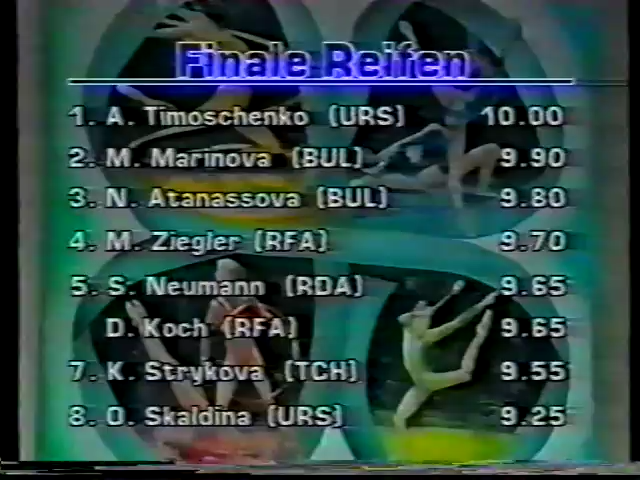 Finale Reifen
1. A. Timoschenko (URS) 10.00
2. M. Marinova (BUL) 9.90
3. N. Atanassova (BUL) 9.80
4. M. Ziegler (RFA) 9.70
5. S. Neumann (RDA) 9.65
D. Koch (RFA) 9.65
7. K. Strykova (TCH) 9.55
8. O. Skaldina (URS) 9.25